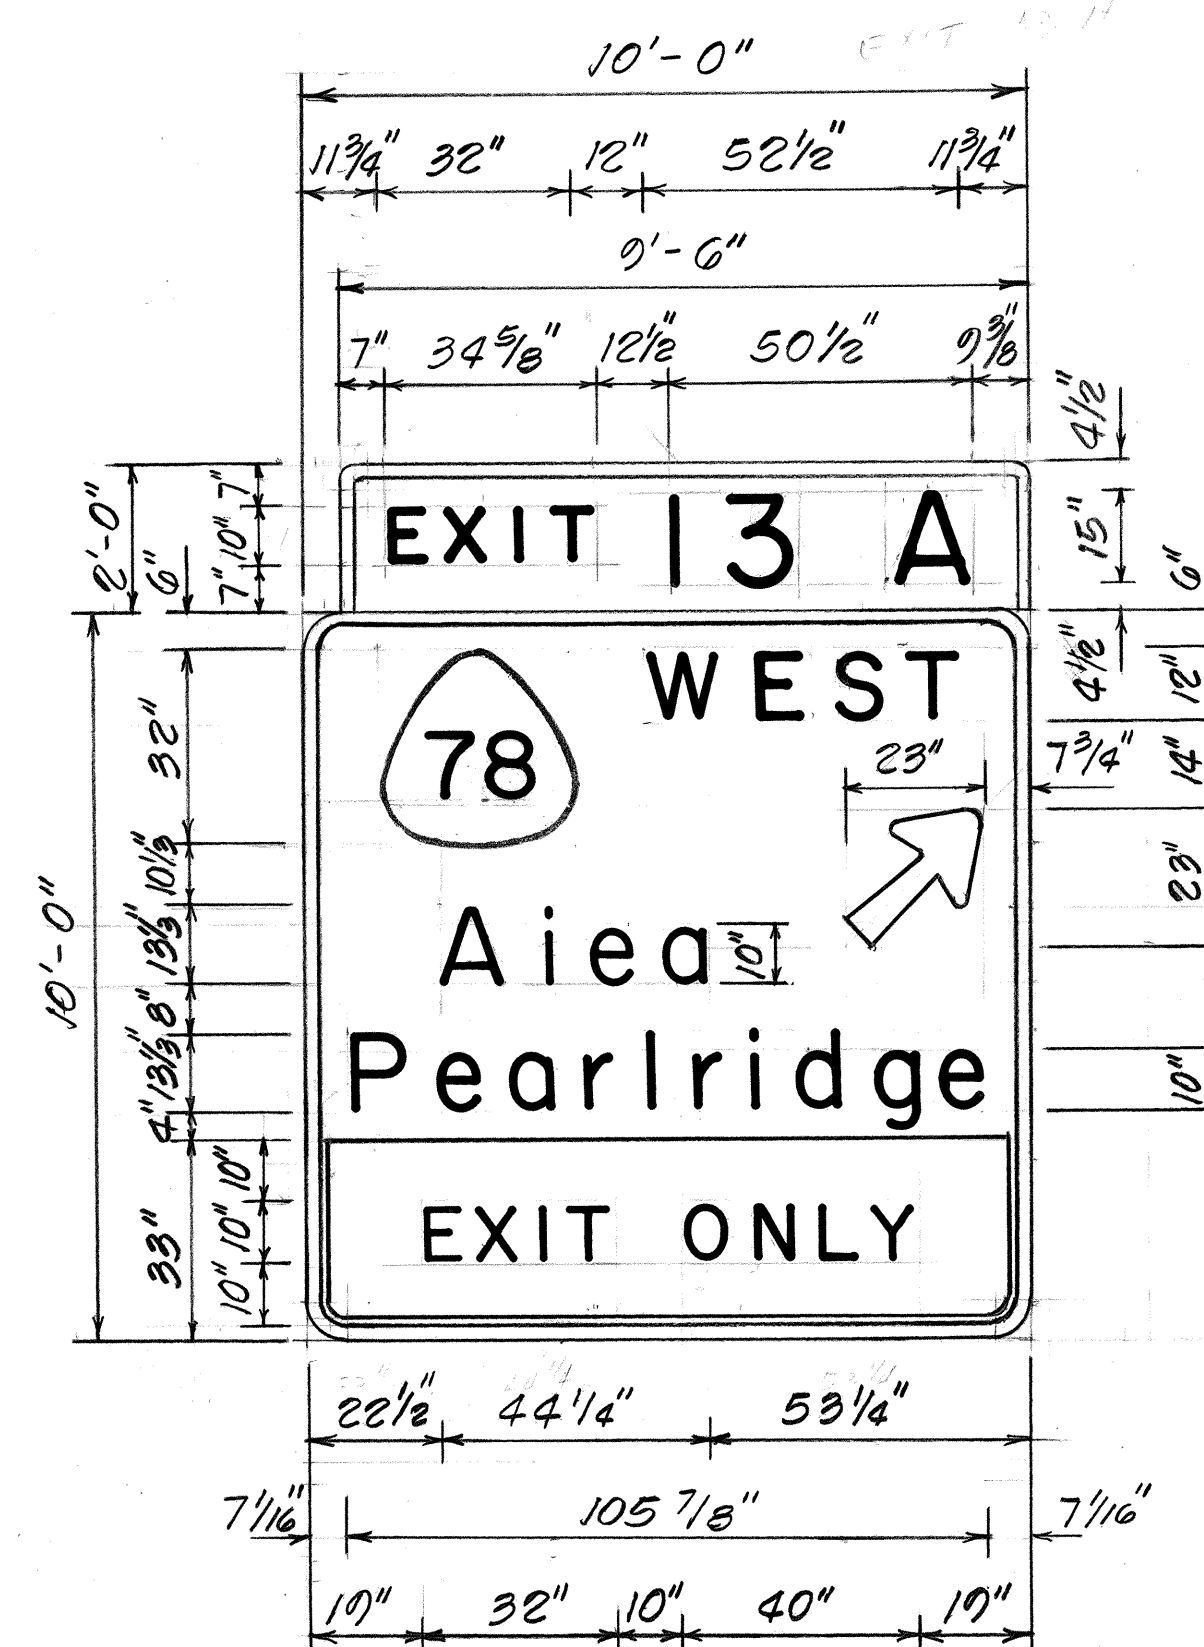 EXIT 13 A
10'-0"
11 3/4" 32" 12" 52 1/2" 11 3/4"
9'-6"
7" 34 5/8" 12 1/2" 50 1/2" 9 3/8"
4 1/2"
2'-0" 7" 10" 7" 6"
EXIT 13 A
15" 6"
4 1/2" 12"
WEST
78
32"
23" 7 3/4" 14"
23"
10'-0"
10 1/3"
13 1/3"
Aiea 10"
8"
13 1/3"
Pearlridge
10"
4"
33" 10" 10" 10"
EXIT ONLY
22 1/2" 44 1/4" 53 1/4"
7 1/16" 105 7/8" 7 1/16"
19" 32" 10" 40" 19"